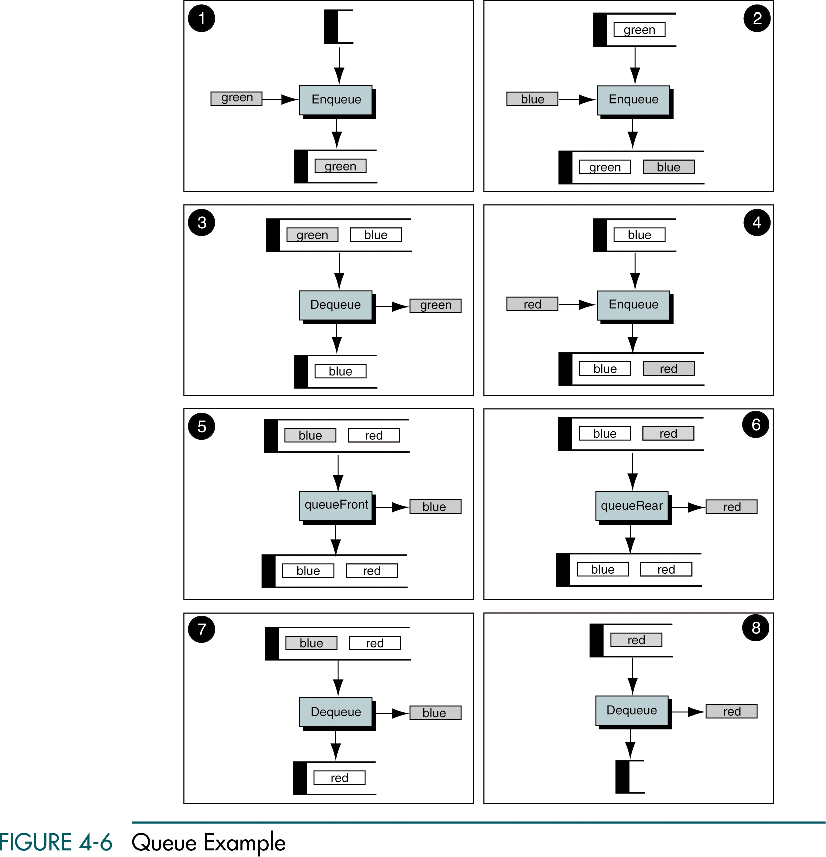 1
green
Enqueue
green
2
green
blue
Enqueue
green blue
3
green blue
Dequeue
green
blue
4
blue
red
Enqueue
blue red
5
blue red
queueFront
blue
blue red
6
blue red
queueRear
red
blue red
7
blue red
Dequeue
blue
red
8
red
Dequeue
red
FIGURE 4-6 Queue Example